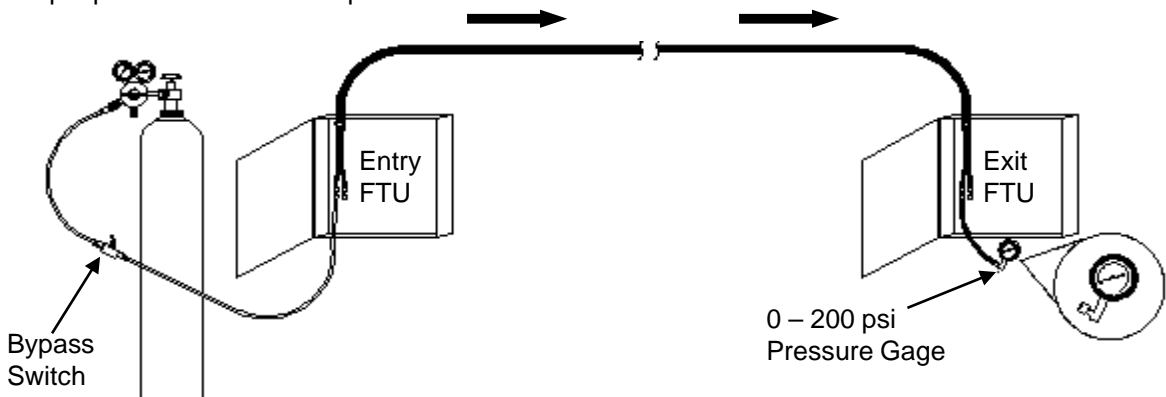 Entry
FTU
Exit
FTU
Bypass
Switch
0 – 200 psi
Pressure Gage